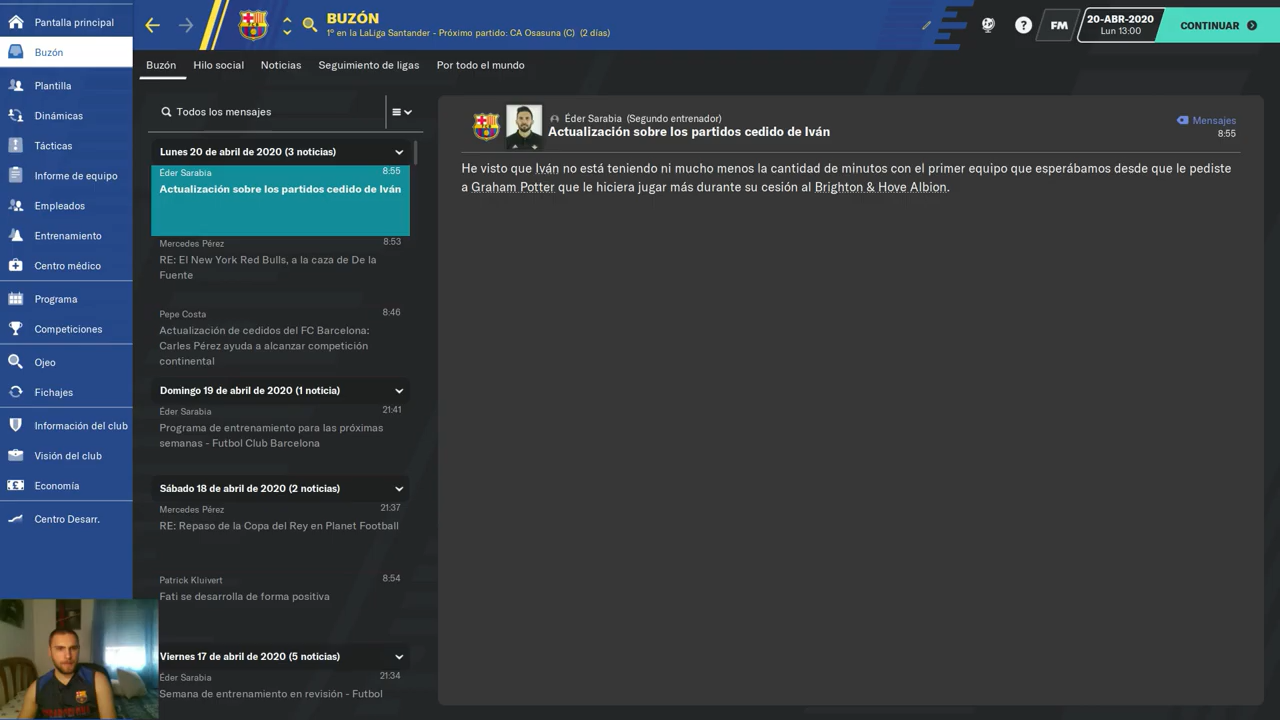 Pantalla principal
Buzón
Plantilla
Dinámicas
Tácticas
Informe de equipo
Empleados
Entrenamiento
Centro médico
Programa
Competiciones
Ojeo
Fichajes
Información del club
Visión del club
Economía
Centro Desarr.
BUZÓN
1º en la LaLiga Santander - Próximo partido: CA Osasuna (C) (2 días)
?
FM
20-ABR-2020
Lun 13:00
CONTINUAR
Buzón Hilo social Noticias Seguimiento de ligas Por todo el mundo
Todos los mensajes
Lunes 20 de abril de 2020 (3 noticias)
Éder Sarabia 8:55
Actualización sobre los partidos cedido de Iván
Mercedes Pérez 8:53
RE: El New York Red Bulls, a la caza de De la
Fuente
Pepe Costa 8:46
Actualización de cedidos del FC Barcelona:
Carles Pérez ayuda a alcanzar competición
continental
Domingo 19 de abril de 2020 (1 noticia)
Éder Sarabia 21:41
Programa de entrenamiento para las próximas
semanas - Futbol Club Barcelona
Sábado 18 de abril de 2020 (2 noticias)
Mercedes Pérez 21:37
RE: Repaso de la Copa del Rey en Planet Football
Patrick Kluivert 8:54
Fati se desarrolla de forma positiva
Viernes 17 de abril de 2020 (5 noticias)
Éder Sarabia 21:34
Semana de entrenamiento en revisión - Futbol
Éder Sarabia (Segundo entrenador)
Actualización sobre los partidos cedido de Iván
Mensajes
8:55
He visto que Iván no está teniendo ni mucho menos la cantidad de minutos con el primer equipo que esperábamos desde que le pediste
a Graham Potter que le hiciera jugar más durante su cesión al Brighton & Hove Albion.